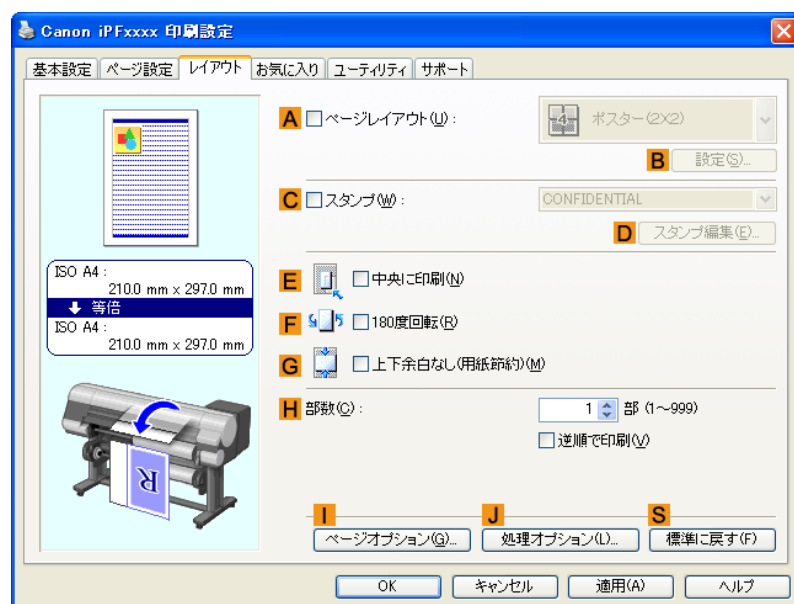 Canon iPFxxxx 印刷設定
基本設定 ページ設定 レイアウト お気に入り ユーティリティ サポート
A ページレイアウト(U) : 4 ポスター(2×2)
B 設定(S)...
C スタンプ(W) : CONFIDENTIAL
D スタンプ編集(E)...
ISO A4 :
210.0 mm x 297.0 mm
等倍
ISO A4 :
210.0 mm x 297.0 mm
E 中央に印刷(N)
F 180度回転(R)
G 上下余白なし(用紙節約)(M)
H 部数(C) : 1 部 (1～999)
逆順で印刷(V)
R
I J S
ページオプション(G)... 処理オプション(L)... 標準に戻す(F)
OK キャンセル 適用(A) ヘルプ